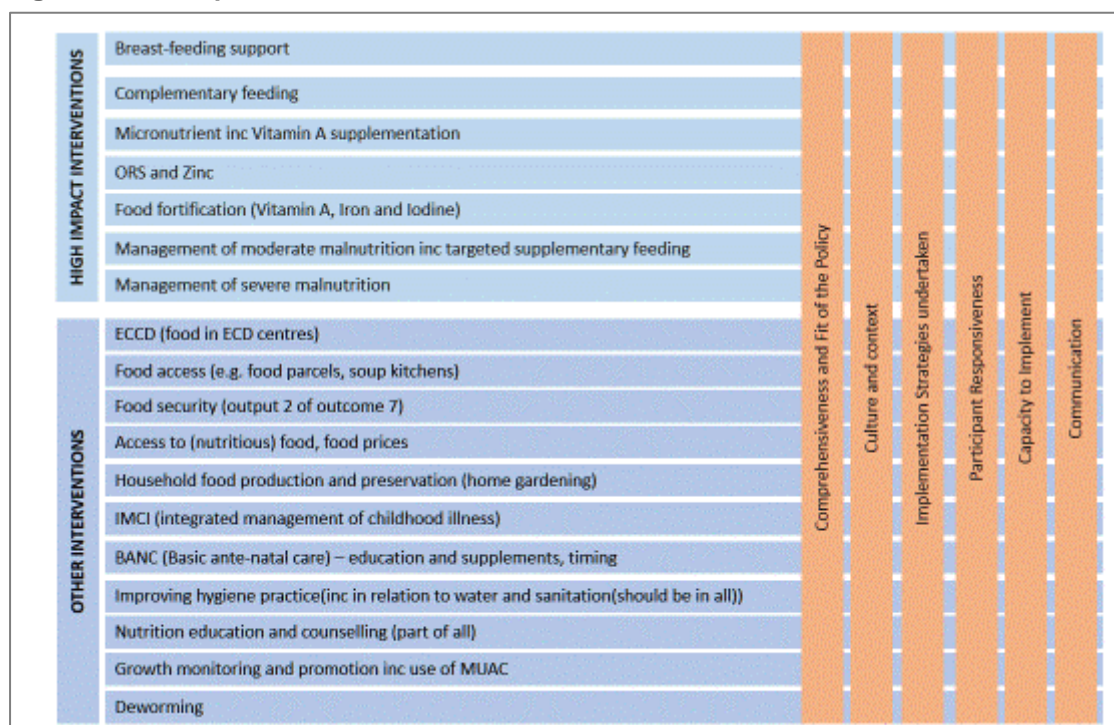 HIGH IMPACT INTERVENTIONS
Breast-feeding support
Complementary feeding
Micronutrient inc Vitamin A supplementation
ORS and Zinc
Food fortification (Vitamin A, Iron and Iodine)
Management of moderate malnutrition inc targeted supplementary feeding
Management of severe malnutrition
OTHER INTERVENTIONS
ECCD (food in ECD centres)
Food access (e.g. food parcels, soup kitchens)
Food security (output 2 of outcome 7)
Access to (nutritious) food, food prices
Household food production and preservation (home gardening)
IMCI (integrated management of childhood illness)
BANC (Basic ante-natal care) – education and supplements, timing
Improving hygiene practice(inc in relation to water and sanitation(should be in all))
Nutrition education and counselling (part of all)
Growth monitoring and promotion inc use of MUAC
Deworming
Comprehensiveness and Fit of the Policy
Culture and context
Implementation Strategies undertaken
Participant Responsiveness
Capacity to Implement
Communication